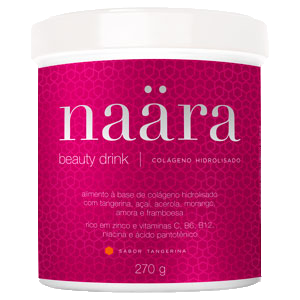 naära
beauty drink | COLÁGENO HIDROLISADO
alimento à base de colágeno hidrolisado
com tangerina, açaí, acerola, morango,
amora e framboesa
rico em zinco e vitaminas C, B6, B12,
niacina e ácido pantotênico
SABOR TANGERINA
270 g